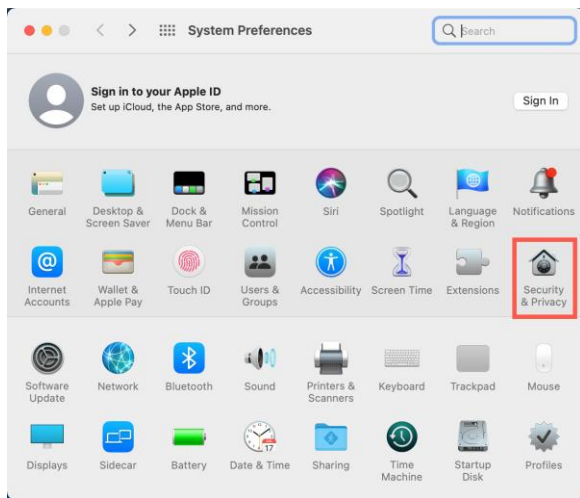 System Preferences
Search
Sign in to your Apple ID
Set up iCloud, the App Store, and more.
Sign In
General
Desktop &
Screen Saver
Dock &
Menu Bar
Mission
Control
Siri
Spotlight
Language
& Region
Notifications
Internet
Accounts
Wallet &
Apple Pay
Touch ID
Users &
Groups
Accessibility
Screen Time
Extensions
Security
& Privacy
Software
Update
Network
Bluetooth
Sound
Printers &
Scanners
Keyboard
Trackpad
Mouse
Displays
Sidecar
Battery
17
Date & Time
Sharing
Time
Machine
Startup
Disk
Profiles